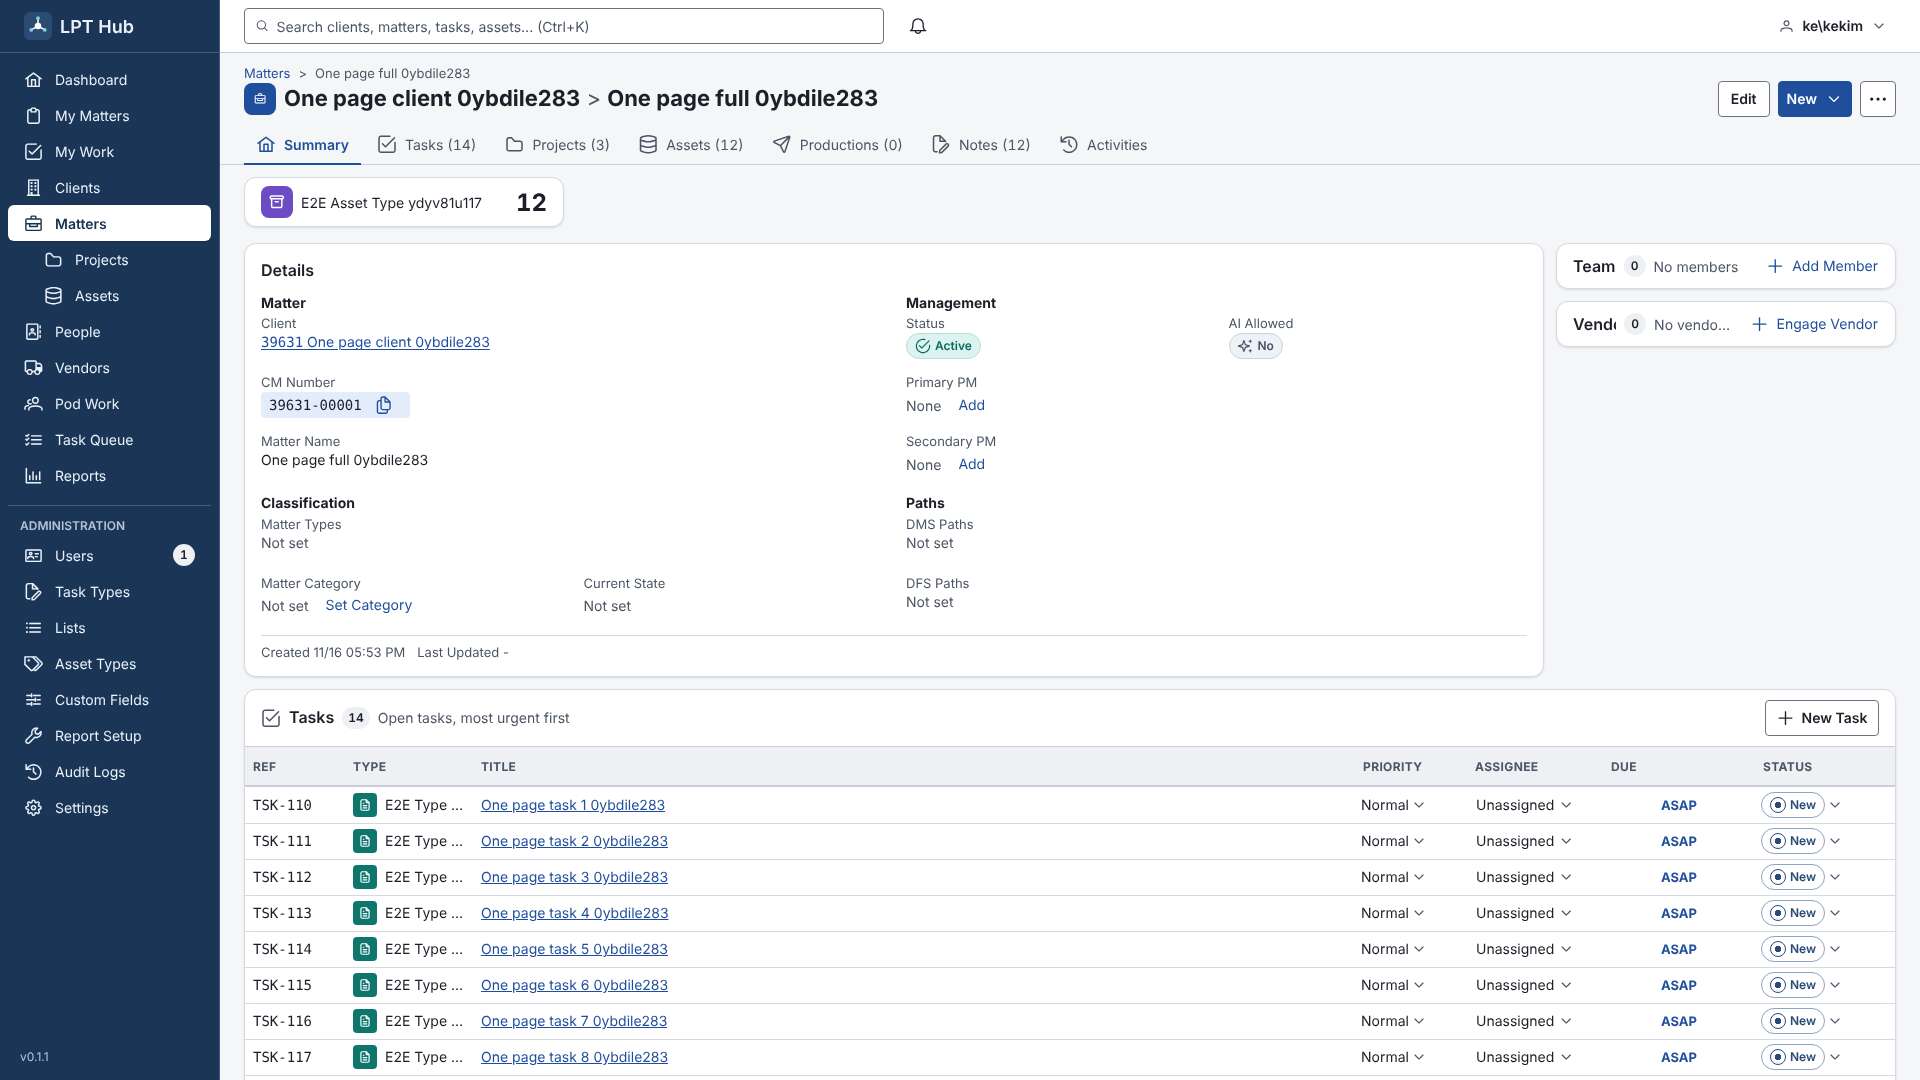 LPT Hub
Search clients, matters, tasks, assets... (Ctrl+K)
ke\kekim
Dashboard
My Matters
My Work
Clients
Matters
Projects
Assets
People
Vendors
Pod Work
Task Queue
Reports
ADMINISTRATION
Users 1
Task Types
Lists
Asset Types
Custom Fields
Report Setup
Audit Logs
Settings
v0.1.1
Matters > One page full 0ybdile283
One page client 0ybdile283 > One page full 0ybdile283
Edit New
Summary Tasks (14) Projects (3) Assets (12) Productions (0) Notes (12) Activities
E2E Asset Type ydyv81u117 12
Details
Matter
Client
39631 One page client 0ybdile283
CM Number
39631-00001
Matter Name
One page full 0ybdile283
Management
Status AI Allowed
Active No
Primary PM
None Add
Secondary PM
None Add
Classification
Matter Types
Not set
Matter Category Current State
Not set Set Category Not set
Paths
DMS Paths
Not set
DFS Paths
Not set
Created 11/16 05:53 PM Last Updated -
Team 0 No members Add Member
0 No vendo... Engage Vendor
Tasks 14 Open tasks, most urgent first New Task
REF TYPE TITLE PRIORITY ASSIGNEE DUE STATUS
TSK-110 E2E Type ... One page task 1 0ybdile283 Normal Unassigned ASAP New
TSK-111 E2E Type ... One page task 2 0ybdile283 Normal Unassigned ASAP New
TSK-112 E2E Type ... One page task 3 0ybdile283 Normal Unassigned ASAP New
TSK-113 E2E Type ... One page task 4 0ybdile283 Normal Unassigned ASAP New
TSK-114 E2E Type ... One page task 5 0ybdile283 Normal Unassigned ASAP New
TSK-115 E2E Type ... One page task 6 0ybdile283 Normal Unassigned ASAP New
TSK-116 E2E Type ... One page task 7 0ybdile283 Normal Unassigned ASAP New
TSK-117 E2E Type ... One page task 8 0ybdile283 Normal Unassigned ASAP New